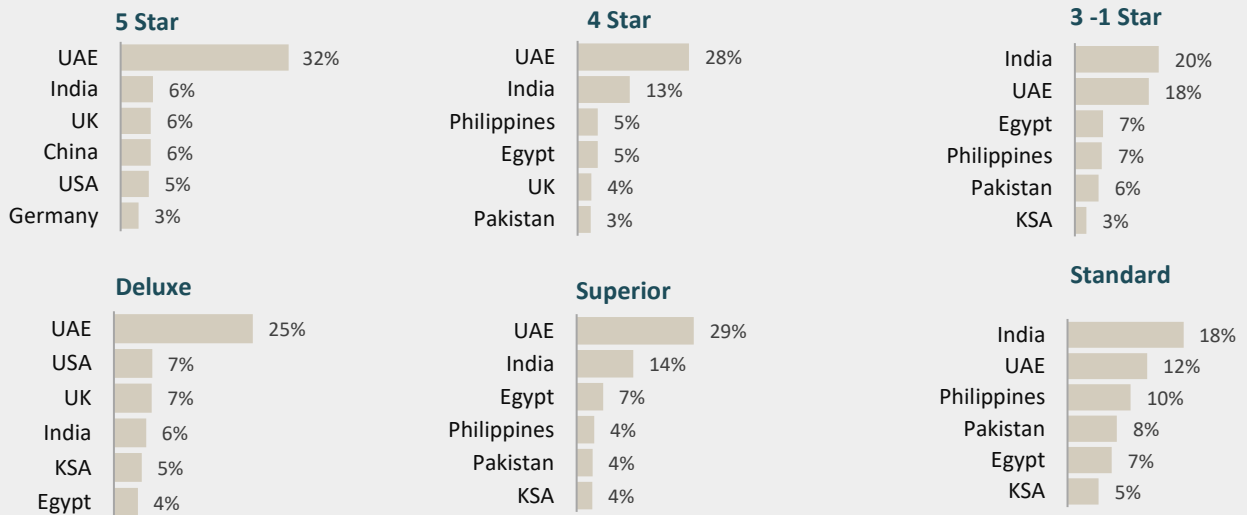 5 Star
UAE 32%
India 6%
UK 6%
China 6%
USA 5%
Germany 3%
4 Star
UAE 28%
India 13%
Philippines 5%
Egypt 5%
UK 4%
Pakistan 3%
3 -1 Star
India 20%
UAE 18%
Egypt 7%
Philippines 7%
Pakistan 6%
KSA 3%
Deluxe
UAE 25%
USA 7%
UK 7%
India 6%
KSA 5%
Egypt 4%
Superior
UAE 29%
India 14%
Egypt 7%
Philippines 4%
Pakistan 4%
KSA 4%
Standard
India 18%
UAE 12%
Philippines 10%
Pakistan 8%
Egypt 7%
KSA 5%